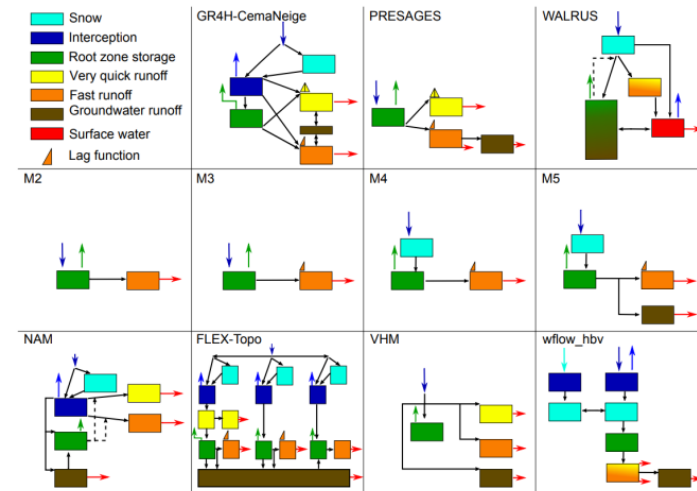 Snow
Interception
Root zone storage
Very quick runoff
Fast runoff
Groundwater runoff
Surface water
Lag function
GR4H-CemaNeige
PRESAGES
WALRUS
M2
M3
M4
M5
NAM
FLEX-Topo
VHM
wflow_hbv